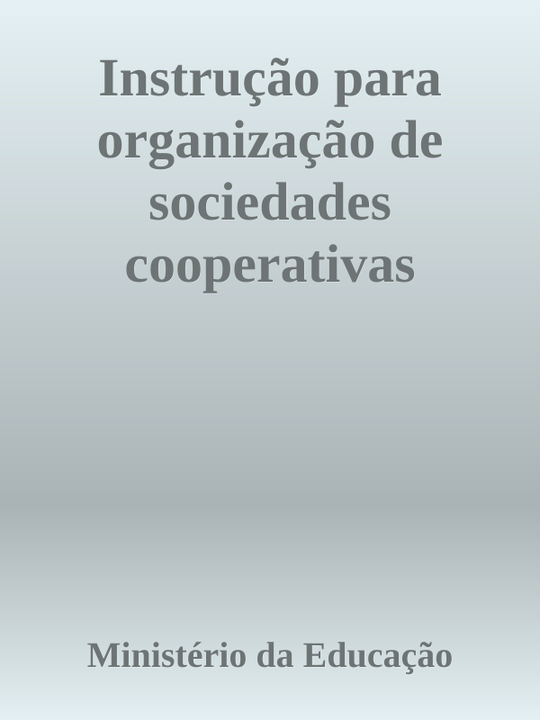 Instrução para
organização de
sociedades
cooperativas
Ministério da Educação